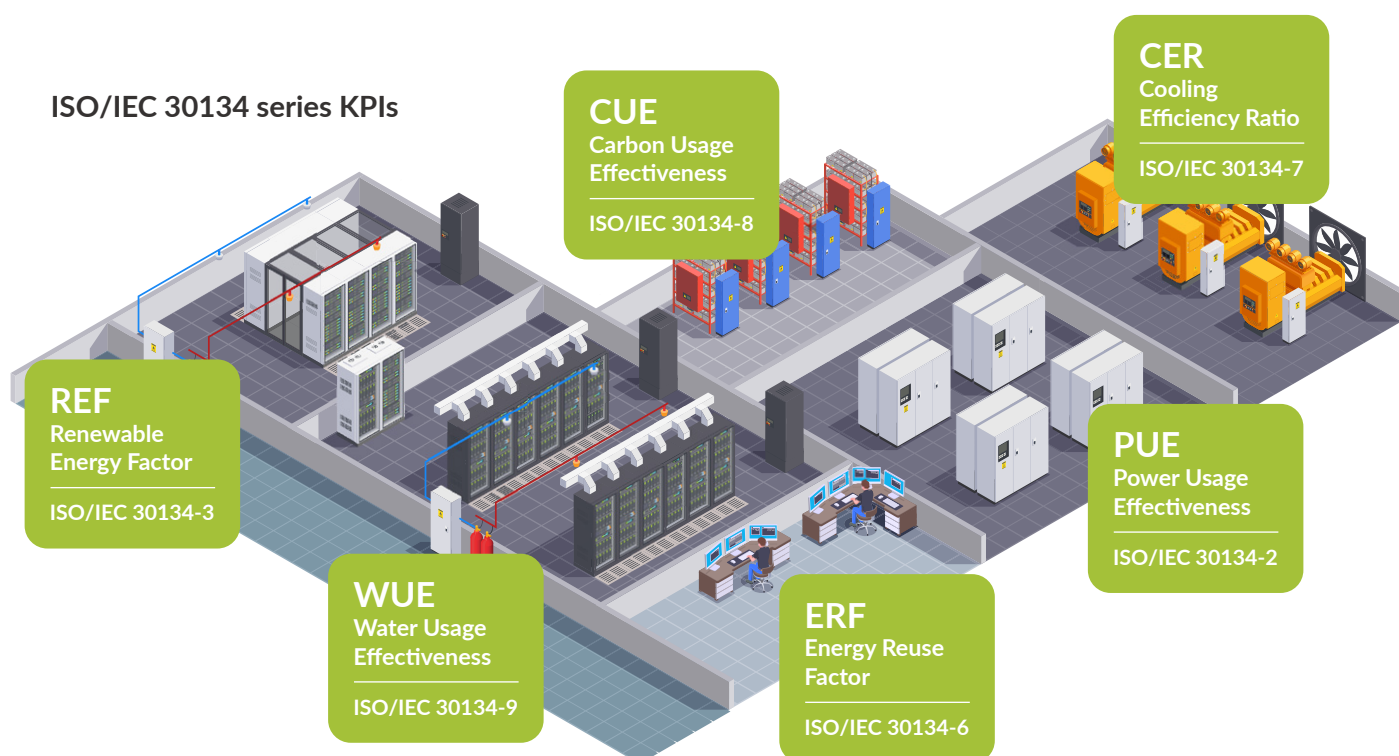 ISO/IEC 30134 series KPIs
CUE
Carbon Usage
Effectiveness
ISO/IEC 30134-8
CER
Cooling
Efficiency Ratio
ISO/IEC 30134-7
REF
Renewable
Energy Factor
ISO/IEC 30134-3
PUE
Power Usage
Effectiveness
ISO/IEC 30134-2
WUE
Water Usage
Effectiveness
ISO/IEC 30134-9
ERF
Energy Reuse
Factor
ISO/IEC 30134-6